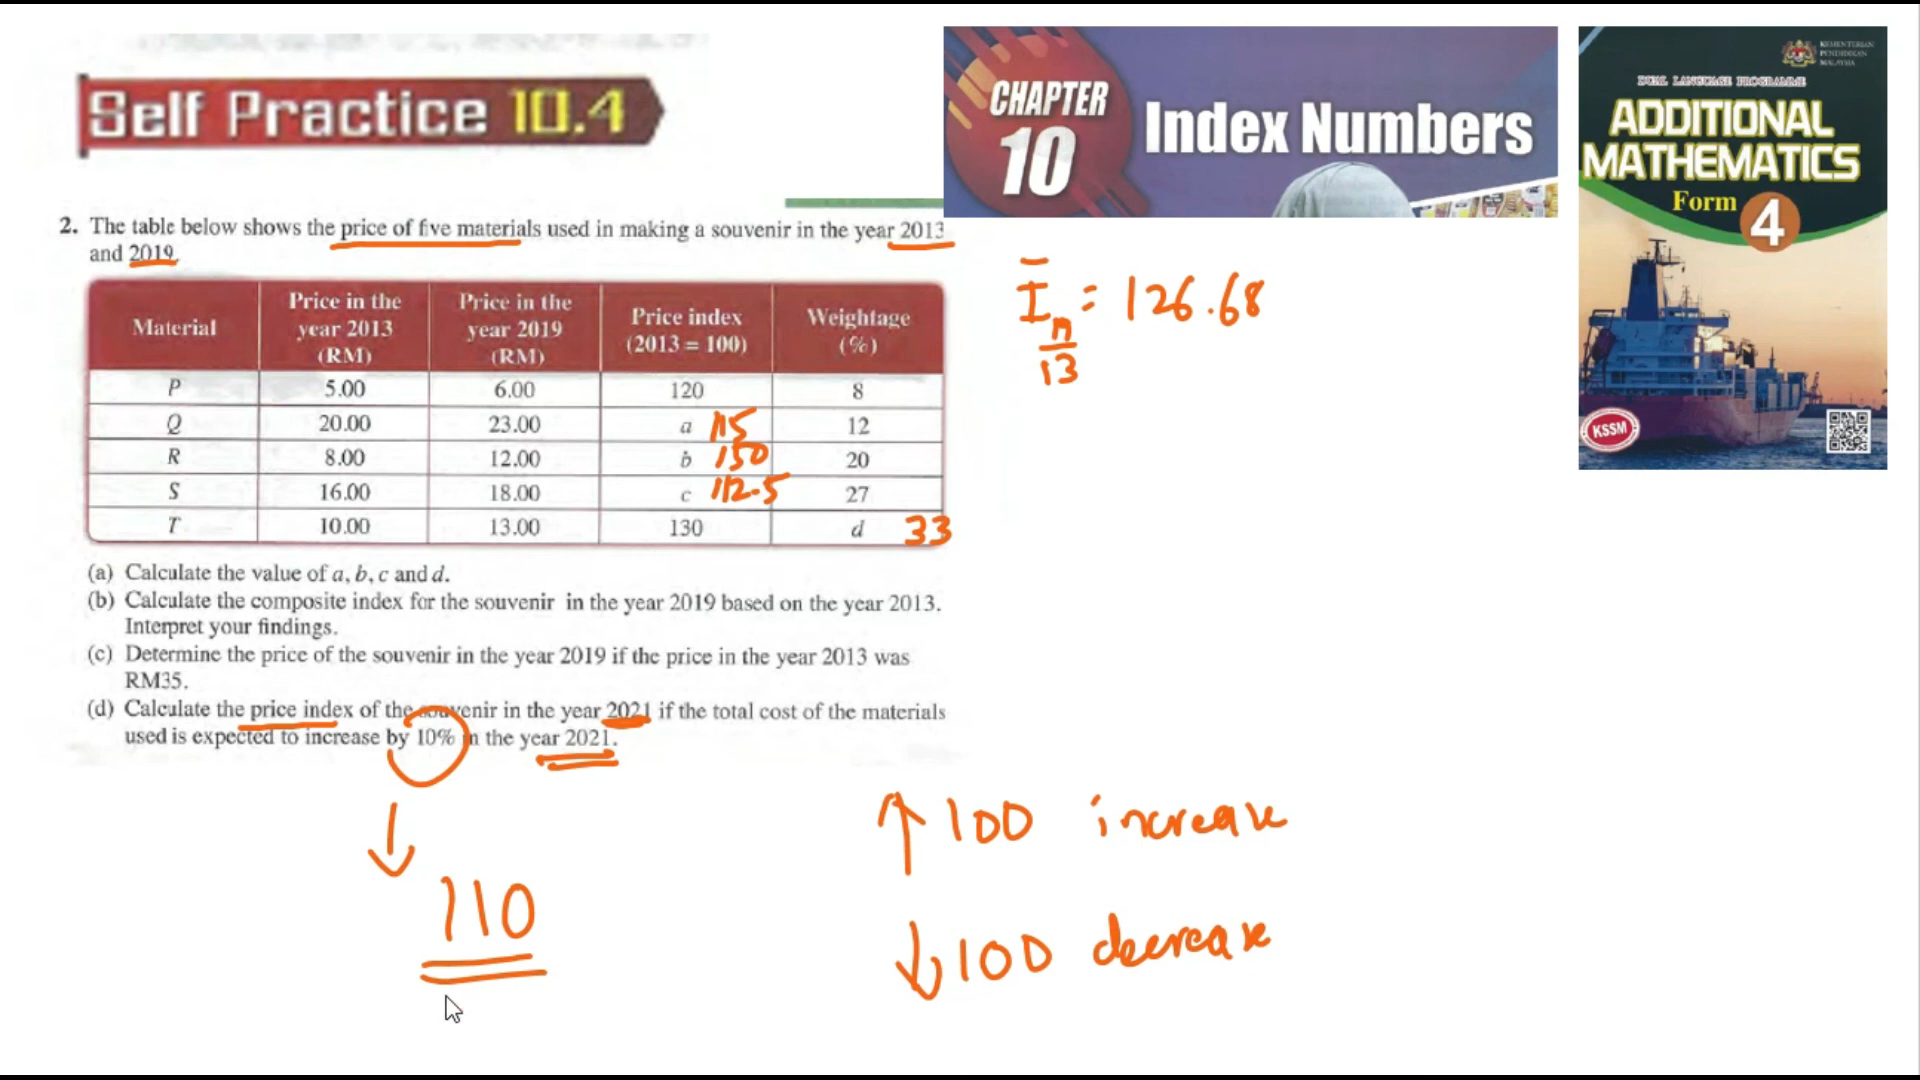 Self Practice 10.4
CHAPTER
10
Index Numbers
KEMENTERIAN
PENDIDIKAN
MALAYSIA
DUAL LANGUAGE PROGRAMME
ADDITIONAL
MATHEMATICS
Form 4
KSSM
2. The table below shows the price of five materials used in making a souvenir in the year 2013
and 2019.
Material | Price in the year 2013 (RM) | Price in the year 2019 (RM) | Price index (2013 = 100) | Weightage (%)
P 5.00 6.00 120 8
Q 20.00 23.00 a 115 12
R 8.00 12.00 b 150 20
S 16.00 18.00 c 112.5 27
T 10.00 13.00 130 d 33
(a) Calculate the value of a, b, c and d.
(b) Calculate the composite index for the souvenir in the year 2019 based on the year 2013.
Interpret your findings.
(c) Determine the price of the souvenir in the year 2019 if the price in the year 2013 was
RM35.
(d) Calculate the price index of the souvenir in the year 2021 if the total cost of the materials
used is expected to increase by 10% in the year 2021.
Ī 19/13 = 126.68
↓
110
↑ 100 increase
↓ 100 decrease